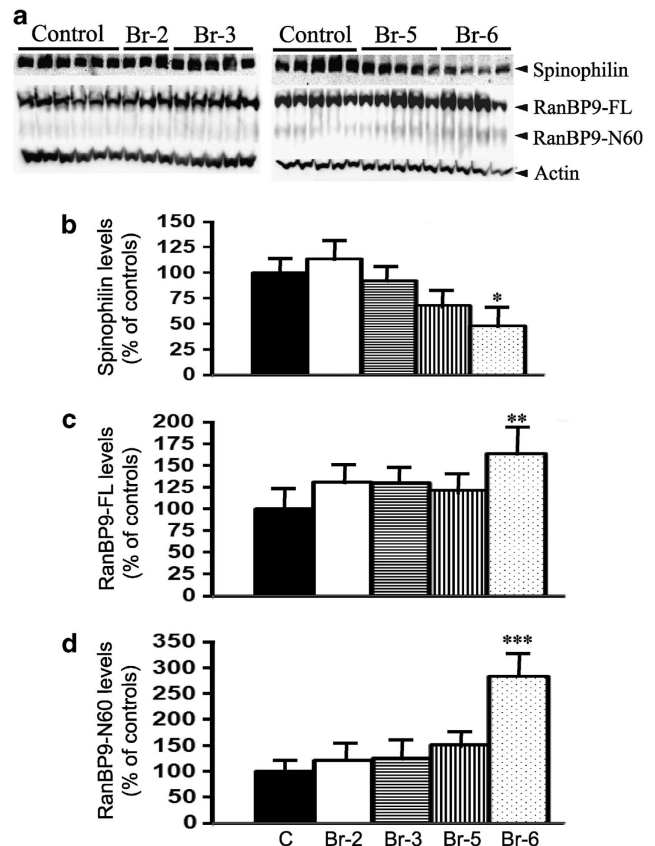 a
Control Br-2 Br-3 Control Br-5 Br-6
Spinophilin
RanBP9-FL
RanBP9-N60
Actin
b
Spinophilin levels
(% of controls)
150
125
100
75
50
25
0
*
c
RanBP9-FL levels
(% of controls)
200
175
150
125
100
75
50
25
0
**
d
RanBP9-N60 levels
(% of controls)
350
300
250
200
150
100
50
0
***
C Br-2 Br-3 Br-5 Br-6